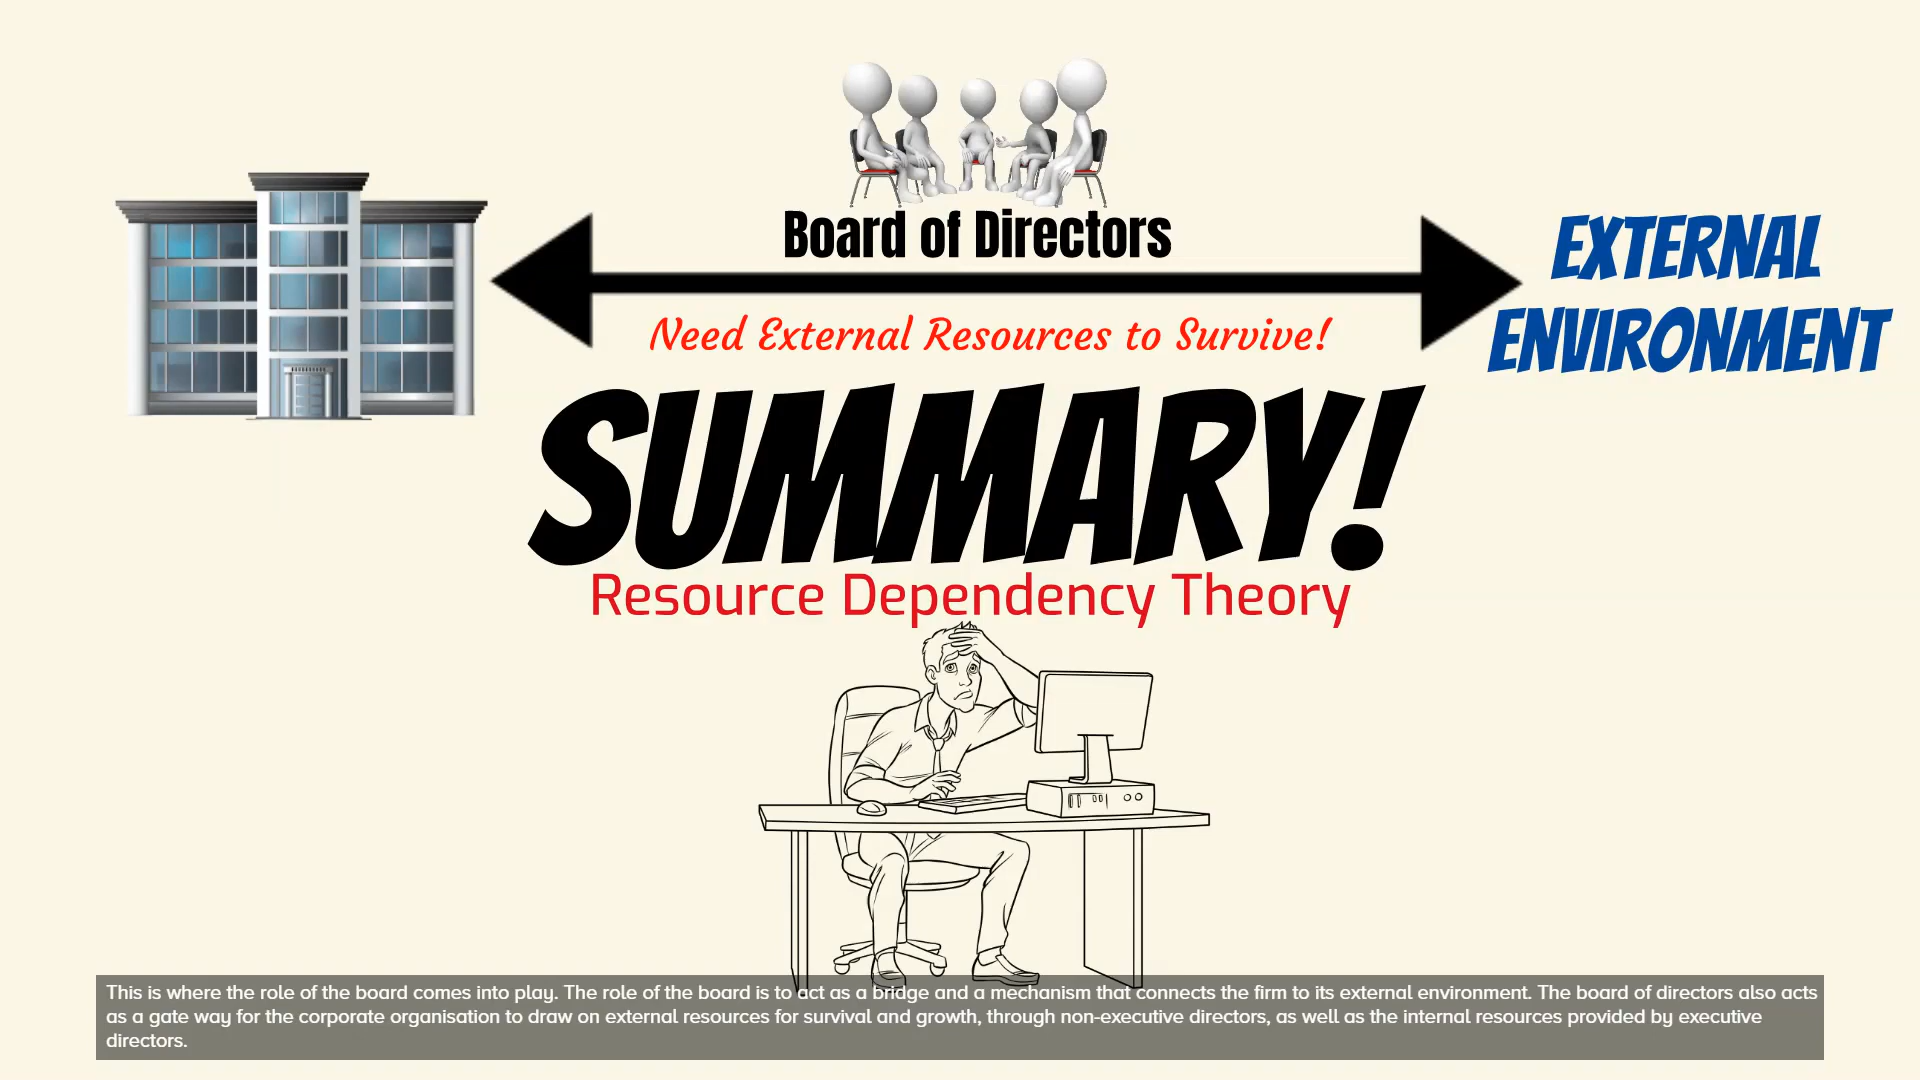 Board of Directors
Need External Resources to Survive!
EXTERNAL
ENVIRONMENT
SUMMARY!
Resource Dependency Theory
This is where the role of the board comes into play. The role of the board is to act as a bridge and a mechanism that connects the firm to its external environment. The board of directors also acts
as a gate way for the corporate organisation to draw on external resources for survival and growth, through non-executive directors, as well as the internal resources provided by executive
directors.